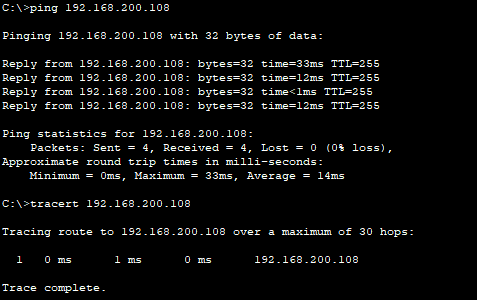 C:\>ping 192.168.200.108
Pinging 192.168.200.108 with 32 bytes of data:
Reply from 192.168.200.108: bytes=32 time=33ms TTL=255
Reply from 192.168.200.108: bytes=32 time=12ms TTL=255
Reply from 192.168.200.108: bytes=32 time<1ms TTL=255
Reply from 192.168.200.108: bytes=32 time=12ms TTL=255
Ping statistics for 192.168.200.108:
    Packets: Sent = 4, Received = 4, Lost = 0 (0% loss),
Approximate round trip times in milli-seconds:
    Minimum = 0ms, Maximum = 33ms, Average = 14ms
C:\>tracert 192.168.200.108
Tracing route to 192.168.200.108 over a maximum of 30 hops:
  1   0 ms      1 ms      0 ms      192.168.200.108
Trace complete.